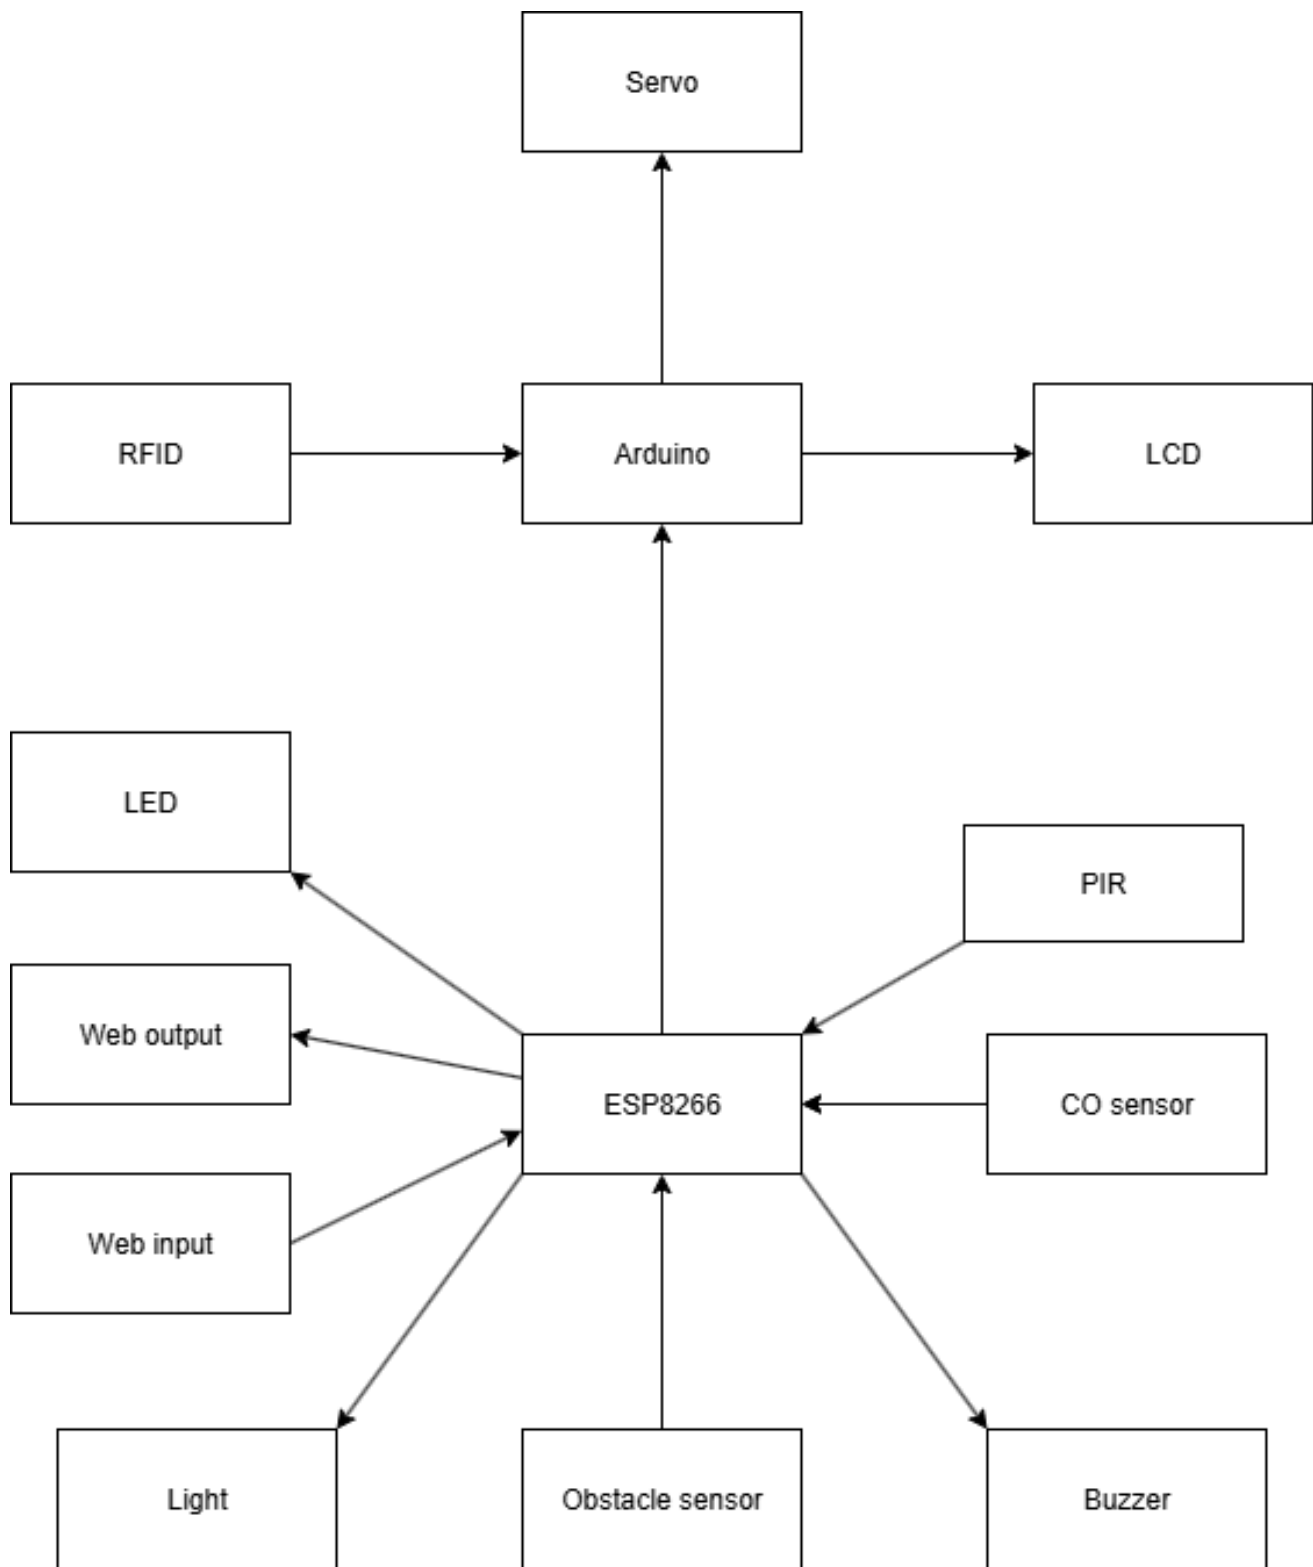 Servo
RFID
Arduino
LCD
LED
PIR
Web output
ESP8266
CO sensor
Web input
Light
Obstacle sensor
Buzzer